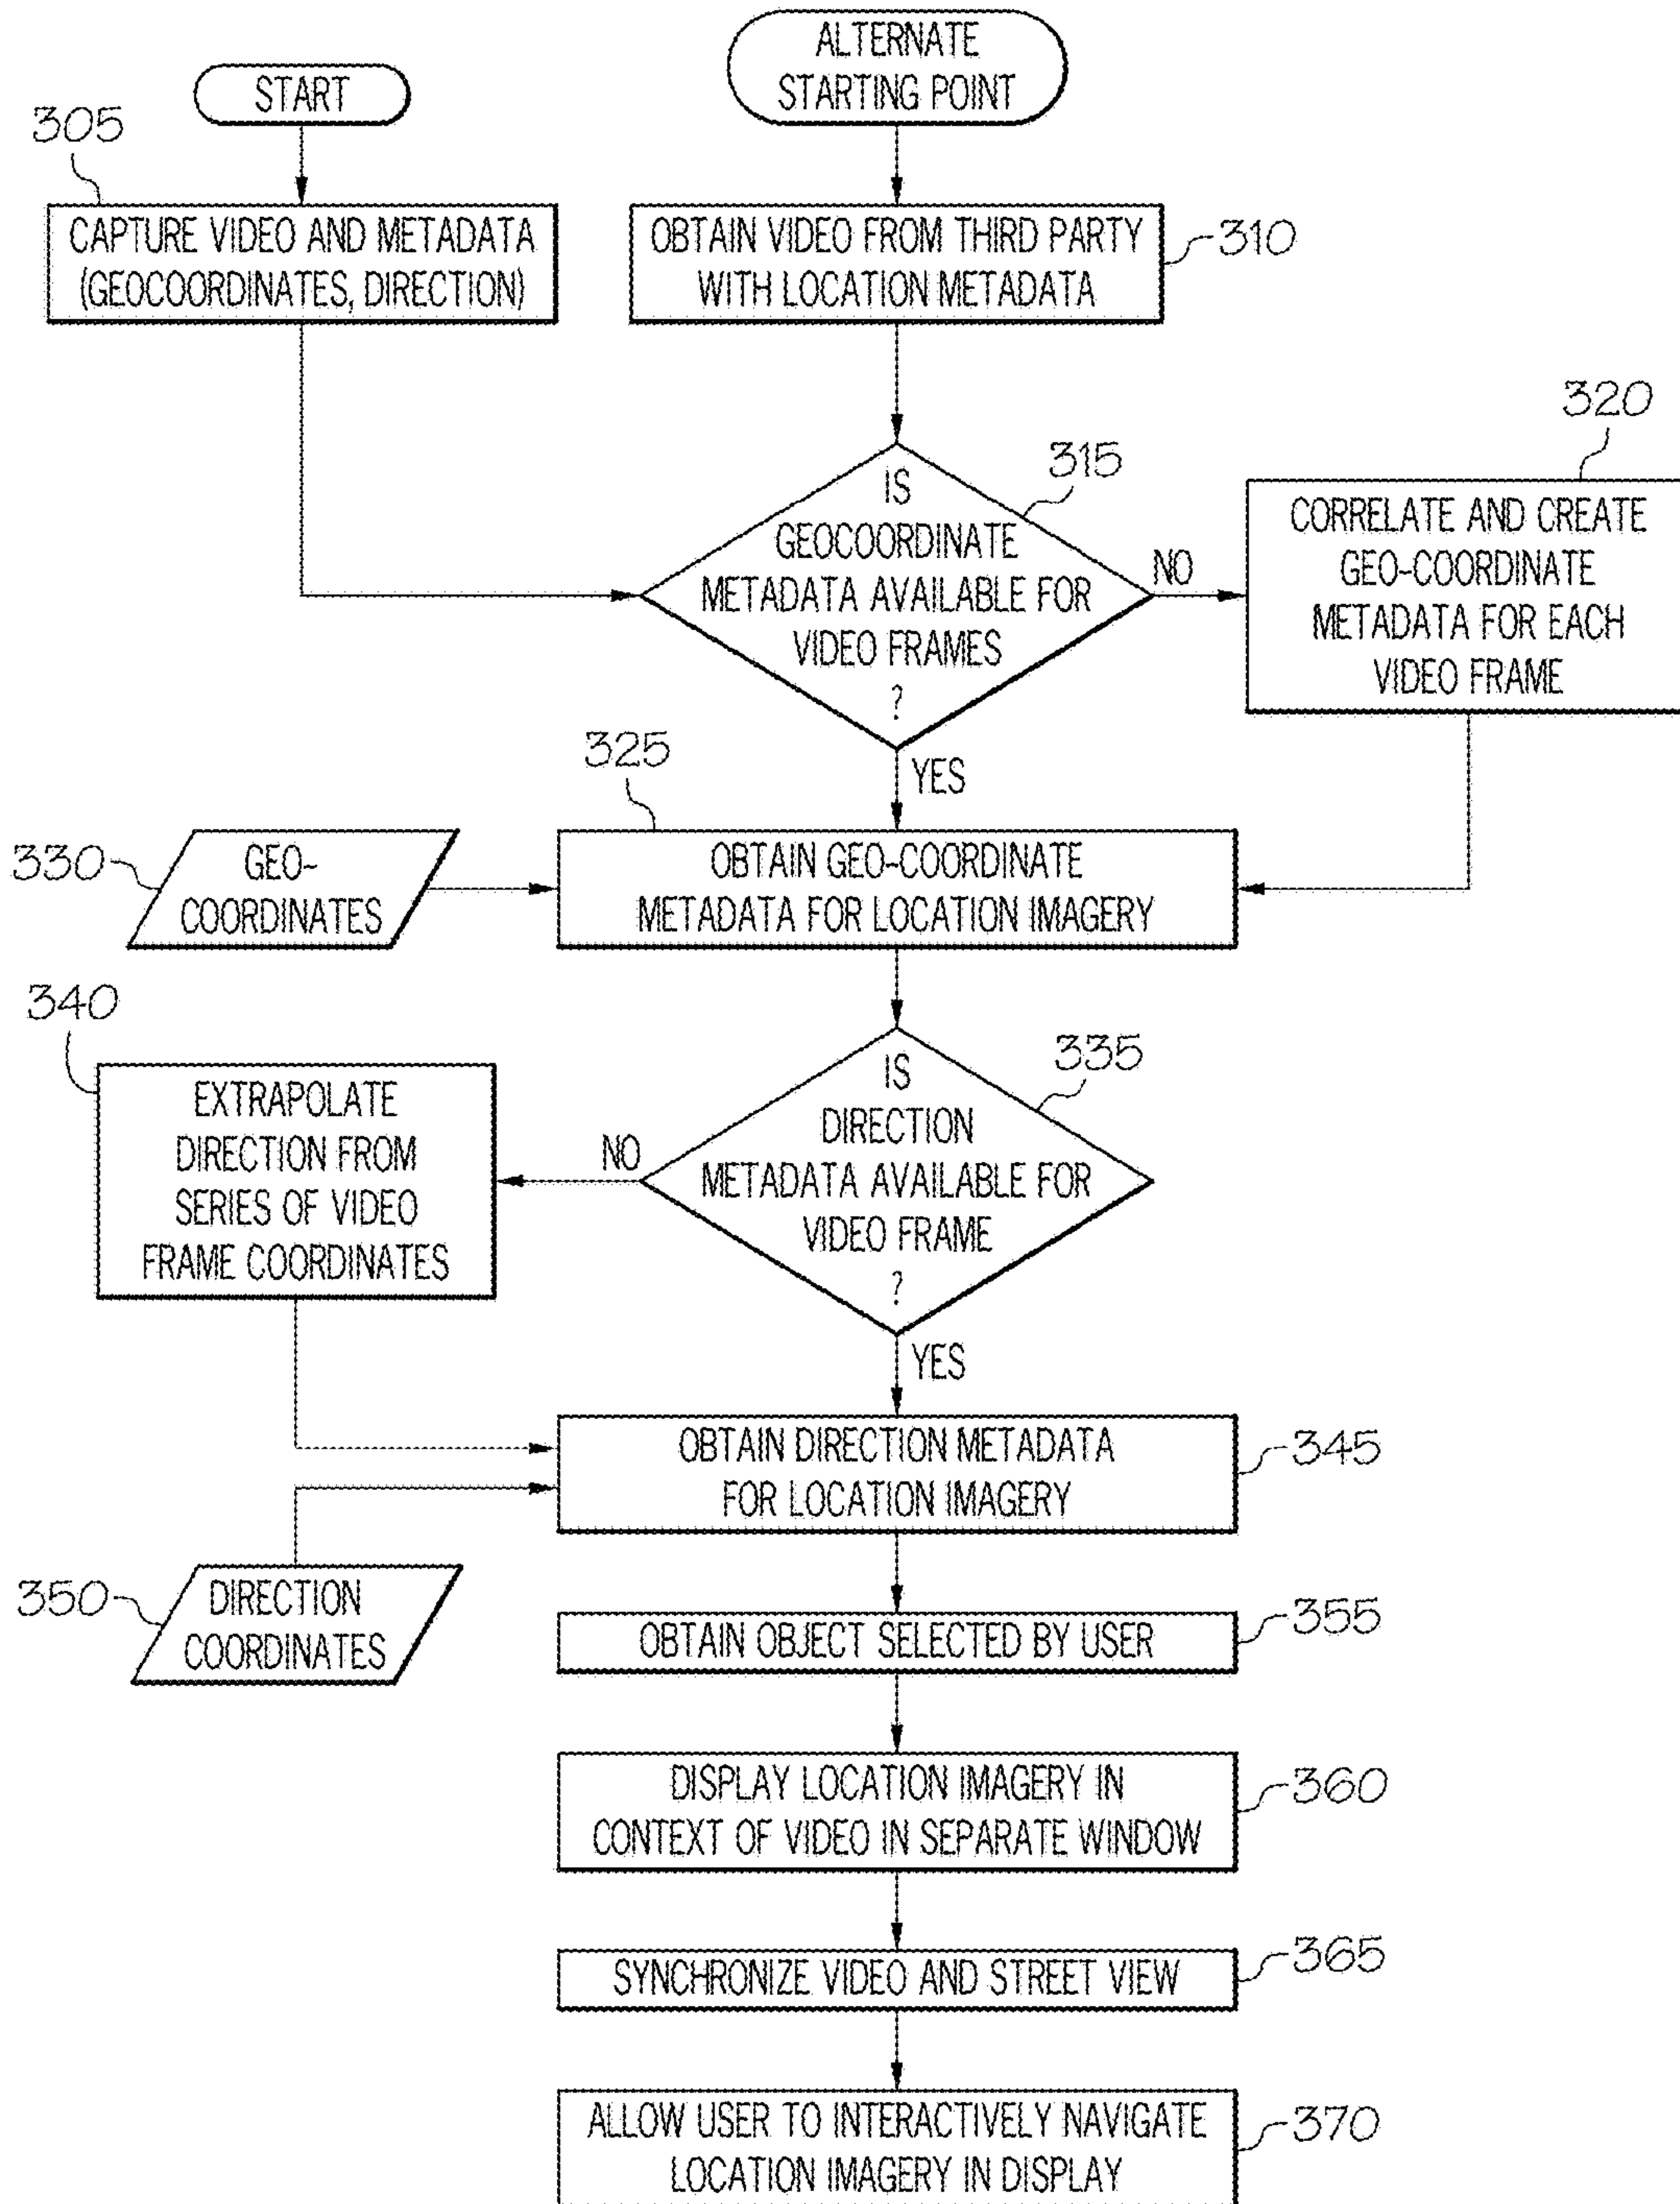 ALTERNATE
STARTING POINT
START
305
CAPTURE VIDEO AND METADATA
(GEOCOORDINATES, DIRECTION)
OBTAIN VIDEO FROM THIRD PARTY
WITH LOCATION METADATA
310
315
IS
GEOCOORDINATE
METADATA AVAILABLE FOR
VIDEO FRAMES
?
NO
320
CORRELATE AND CREATE
GEO-COORDINATE
METADATA FOR EACH
VIDEO FRAME
YES
325
330
GEO-
COORDINATES
OBTAIN GEO-COORDINATE
METADATA FOR LOCATION IMAGERY
335
IS
DIRECTION
METADATA AVAILABLE FOR
VIDEO FRAME
?
NO
340
EXTRAPOLATE
DIRECTION FROM
SERIES OF VIDEO
FRAME COORDINATES
YES
OBTAIN DIRECTION METADATA
FOR LOCATION IMAGERY
345
350
DIRECTION
COORDINATES
OBTAIN OBJECT SELECTED BY USER
355
DISPLAY LOCATION IMAGERY IN
CONTEXT OF VIDEO IN SEPARATE WINDOW
360
SYNCHRONIZE VIDEO AND STREET VIEW
365
ALLOW USER TO INTERACTIVELY NAVIGATE
LOCATION IMAGERY IN DISPLAY
370